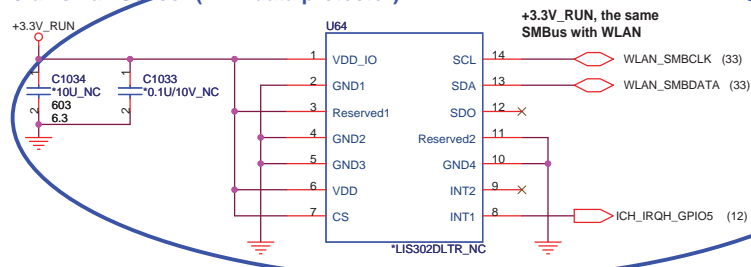 +3.3V_RUN
+3.3V_RUN, the same
SMBus with WLAN
U64
1 VDD_IO SCL 14 WLAN_SMBCLK (33)
2 GND1 SDA 13 WLAN_SMBDATA (33)
3 Reserved1 SDO 12
4 GND2 Reserved2 11
5 GND3 GND4 10
6 VDD INT2 9
7 CS INT1 8 ICH_IRQH_GPIO5 (12)
*LIS302DLTR_NC
1
C1034
*10U_NC
603
6.3
2
1
C1033
*0.1U/10V_NC
2